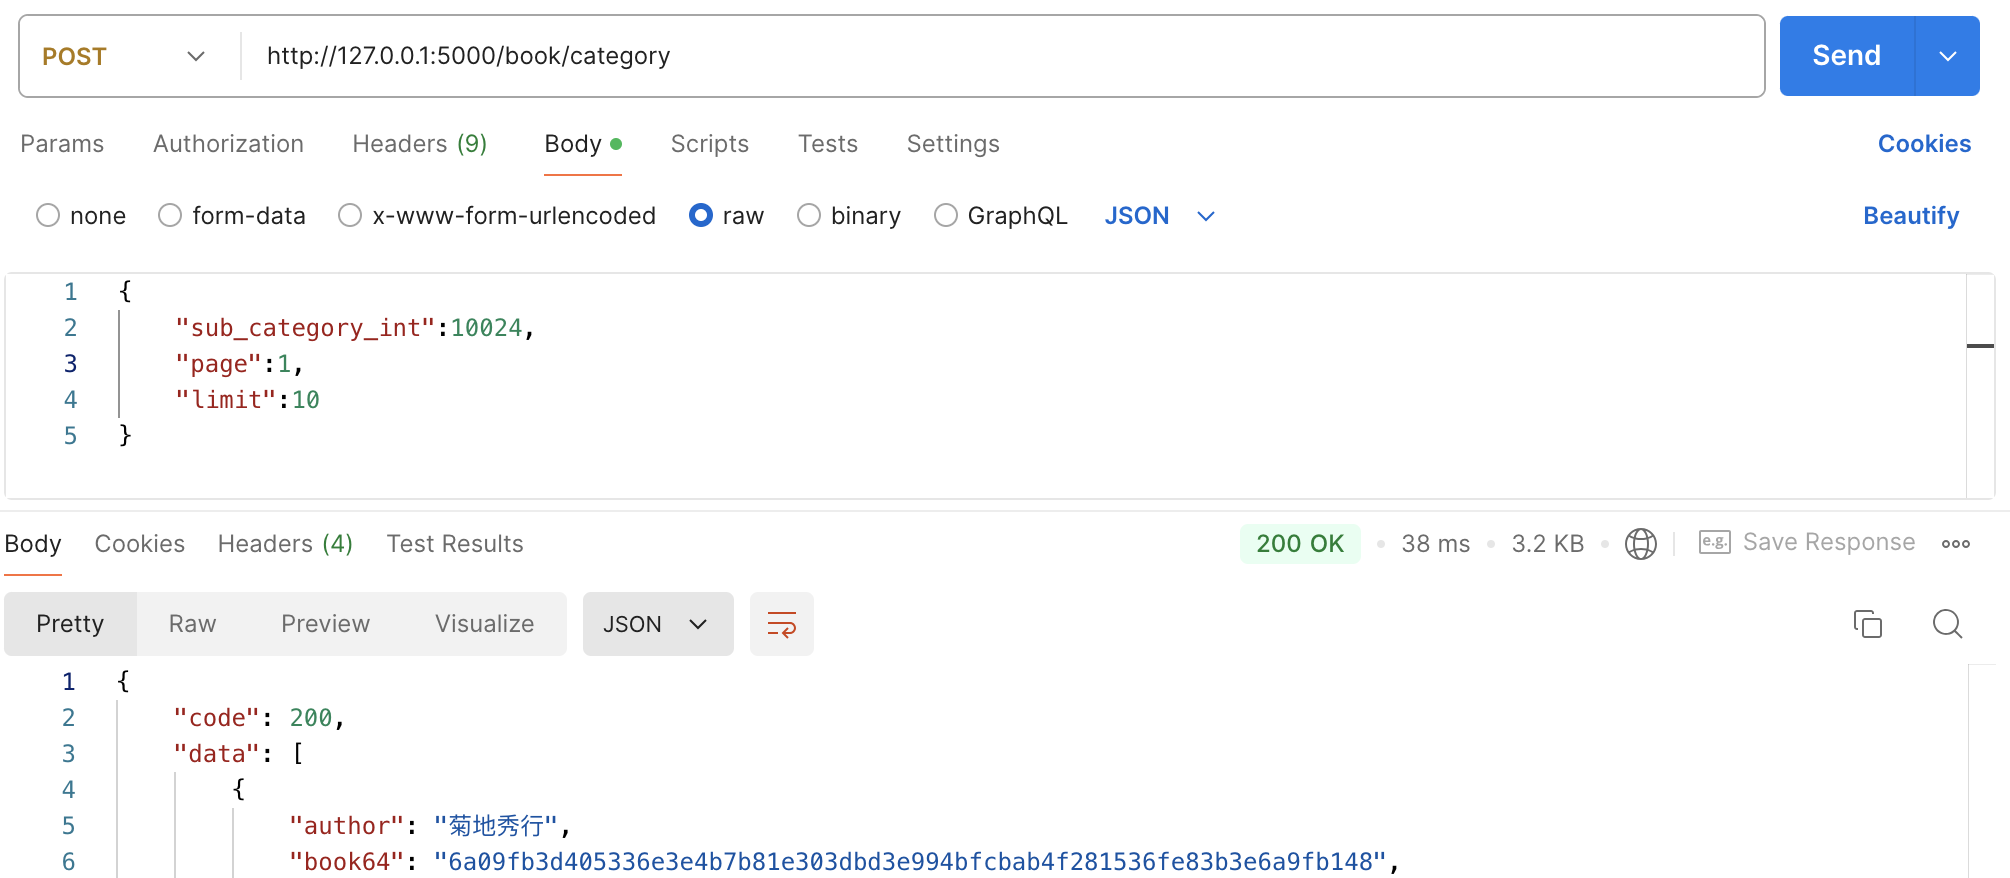 POST http://127.0.0.1:5000/book/category Send
Params Authorization Headers (9) Body Scripts Tests Settings Cookies
none form-data x-www-form-urlencoded raw binary GraphQL JSON Beautify
1 {
2 "sub_category_int":10024,
3 "page":1,
4 "limit":10
5 }
Body Cookies Headers (4) Test Results 200 OK 38 ms 3.2 KB e.g. Save Response
Pretty Raw Preview Visualize JSON
1 {
2 "code": 200,
3 "data": [
4 {
5 "author": "菊地秀行",
6 "book64": "6a09fb3d405336e3e4b7b81e303dbd3e994bfcbab4f281536fe83b3e6a9fb148",